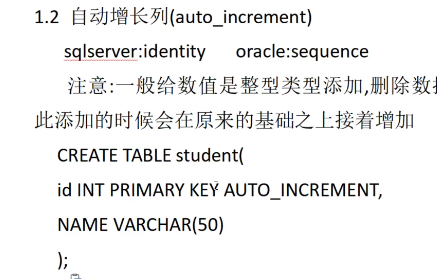 1.2 自动增长列(auto_increment)
sqlserver:identity oracle:sequence
注意:一般给数值是整型类型添加,删除数
此添加的时候会在原来的基础之上接着增加
CREATE TABLE student(
id INT PRIMARY KEY AUTO_INCREMENT,
NAME VARCHAR(50)
);